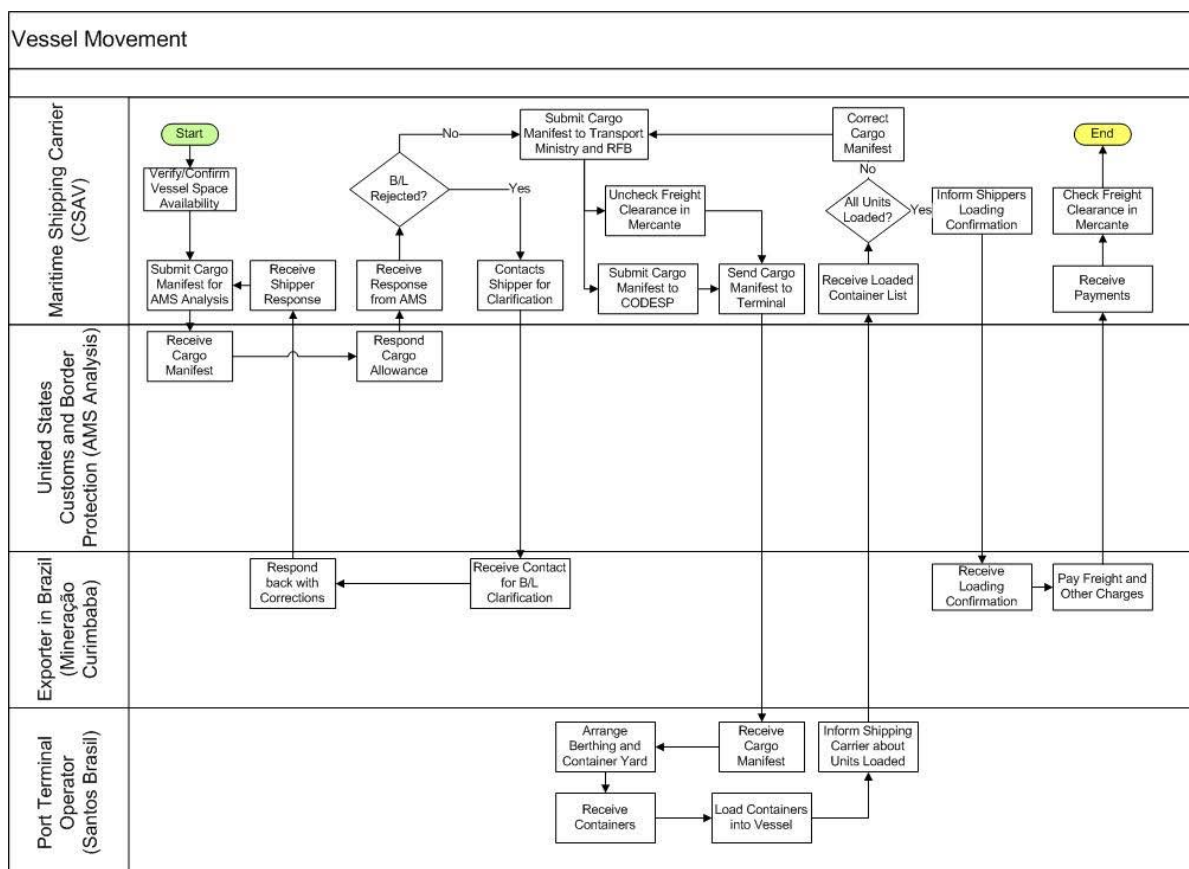 Vessel Movement
Maritime Shipping Carrier
(CSAV)
Start
Verify/Confirm
Vessel Space
Availability
Submit Cargo
Manifest for
AMS Analysis
Receive
Shipper
Response
B/L
Rejected?
No
Yes
Receive
Response
from AMS
Submit Cargo
Manifest to Transport
Ministry and RFB
Contacts
Shipper for
Clarification
Uncheck Freight
Clearance in
Mercante
Submit Cargo
Manifest to
CODESP
Send Cargo
Manifest to
Terminal
Correct
Cargo
Manifest
No
All Units
Loaded?
Yes
Receive Loaded
Container List
Inform Shippers
Loading
Confirmation
End
Check Freight
Clearance in
Mercante
Receive
Payments
United States
Customs and Border
Protection (AMS Analysis)
Receive
Cargo
Manifest
Respond
Cargo
Allowance
Exporter in Brazil
(Mineração
Curimbaba)
Respond
back with
Corrections
Receive Contact
for B/L
Clarification
Receive
Loading
Confirmation
Pay Freight and
Other Charges
Port Terminal
Operator
(Santos Brasil)
Arrange
Berthing and
Container Yard
Receive
Cargo
Manifest
Inform Shipping
Carrier about
Units Loaded
Receive
Containers
Load Containers
into Vessel